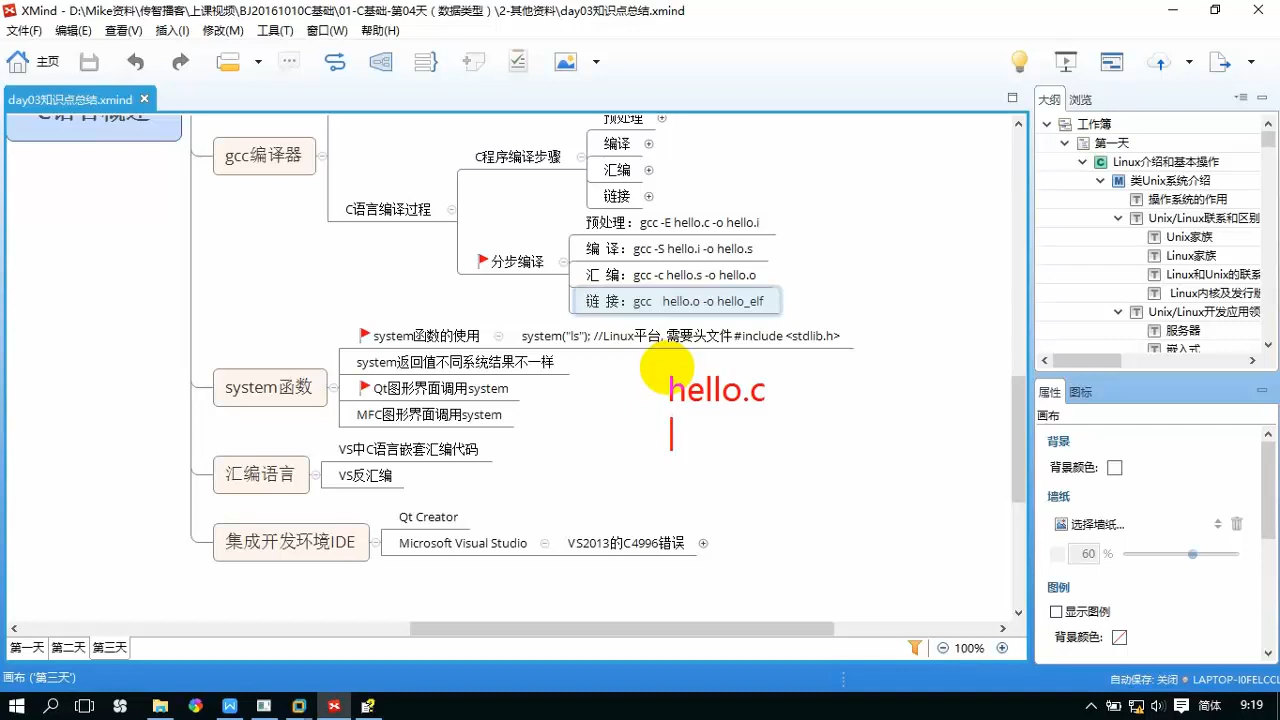 XMind - D:\Mike资料\传智播客\上课视频\BJ20161010C基础\01-C基础-第04天（数据类型）\2-其他资料\day03知识点总结.xmind
文件(F) 编辑(E) 查看(V) 插入(I) 修改(M) 工具(T) 窗口(W) 帮助(H)
主页
day03知识点总结.xmind
大纲 浏览
C语言概述
gcc编译器
C语言编译过程
C程序编译步骤
预处理
编译
汇编
链接
分步编译
预处理：gcc -E hello.c -o hello.i
编 译：gcc -S hello.i -o hello.s
汇 编：gcc -c hello.s -o hello.o
链 接：gcc hello.o -o hello_elf
system函数
system函数的使用
system("ls"); //Linux平台, 需要头文件#include <stdlib.h>
system返回值不同系统结果不一样
Qt图形界面调用system
MFC图形界面调用system
hello.c
汇编语言
VS中C语言嵌套汇编代码
VS反汇编
集成开发环境IDE
Qt Creator
Microsoft Visual Studio
VS2013的C4996错误
工作簿
第一天
Linux介绍和基本操作
类Unix系统介绍
操作系统的作用
Unix/Linux联系和区别
Unix家族
Linux家族
Linux和Unix的联系
Linux内核及发行版
Unix/Linux开发应用领
服务器
嵌入式
属性 图标
画布
背景
背景颜色:
墙纸
选择墙纸...
60 %
图例
显示图例
背景颜色:
第一天 第二天 第三天
100%
画布 ('第三天')
自动保存: 关闭 LAPTOP-I0FELCCL
简体 9:19